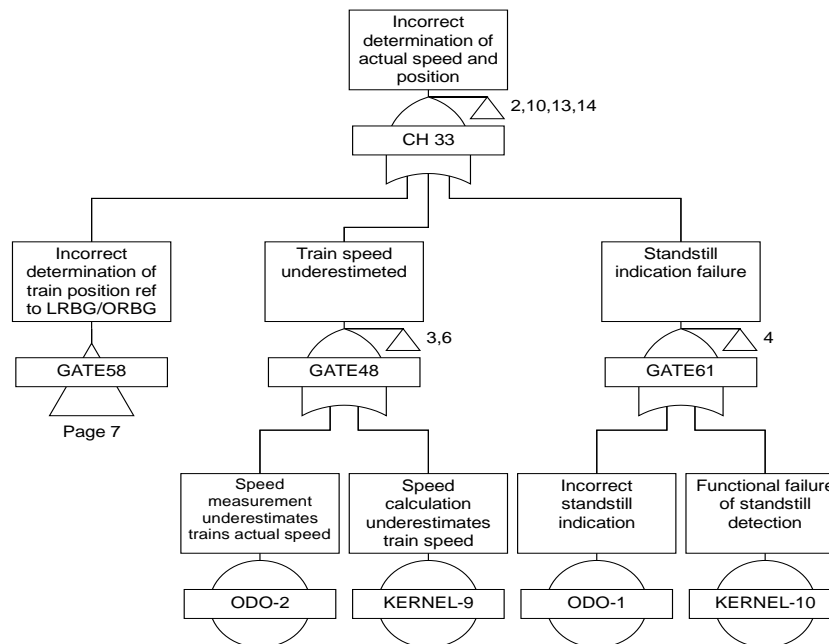 Incorrect
determination of
actual speed and
position
2,10,13,14
CH 33
Incorrect
determination of
train position ref
to LRBG/ORBG
GATE58
Page 7
Train speed
underestimeted
3,6
GATE48
Standstill
indication failure
4
GATE61
Speed
measurement
underestimates
trains actual speed
ODO-2
Speed
calculation
underestimates
train speed
KERNEL-9
Incorrect
standstill
indication
ODO-1
Functional failure
of standstill
detection
KERNEL-10